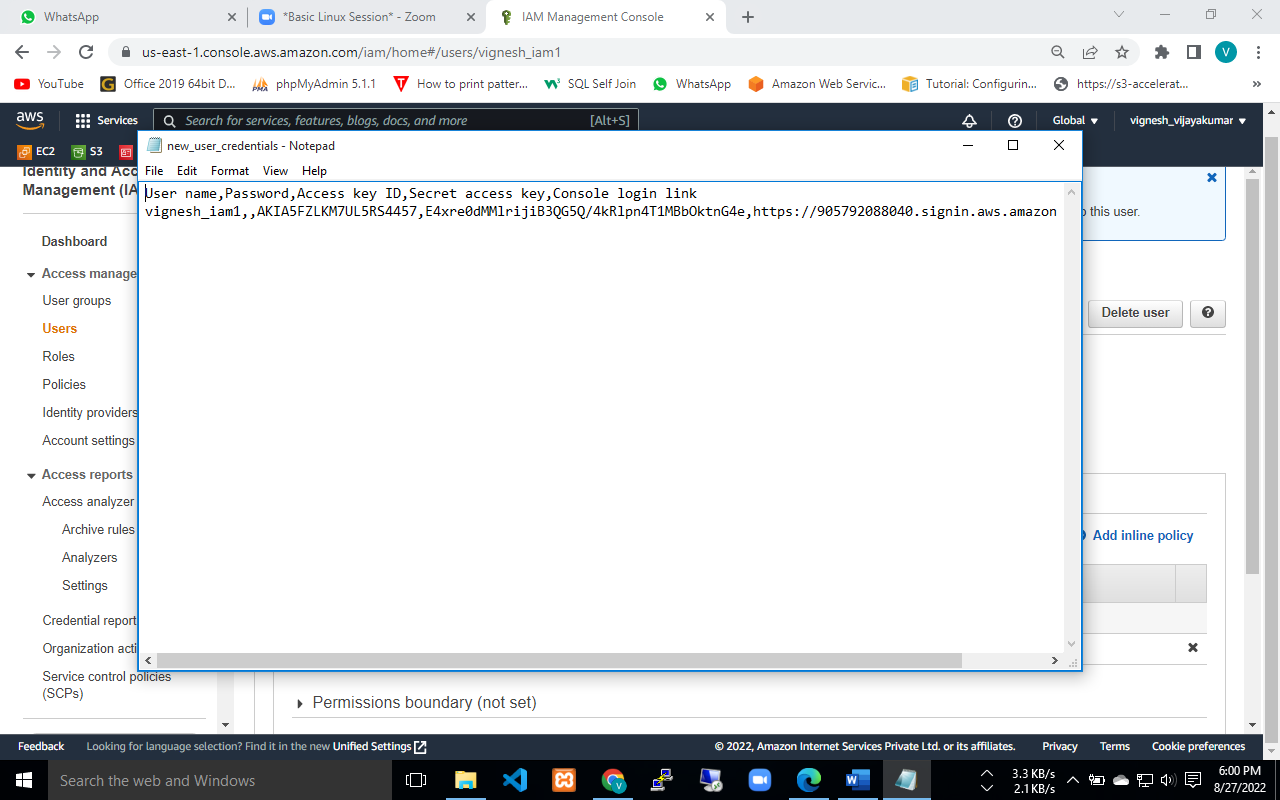 WhatsApp
*Basic Linux Session* - Zoom
IAM Management Console
us-east-1.console.aws.amazon.com/iam/home#/users/vignesh_iam1
V
YouTube
Office 2019 64bit D...
phpMyAdmin 5.1.1
How to print patter...
SQL Self Join
WhatsApp
Amazon Web Servic...
Tutorial: Configurin...
https://s3-accelerat...
aws
Services
Search for services, features, blogs, docs, and more
[Alt+S]
Global
vignesh_vijayakumar
EC2
S3
new_user_credentials - Notepad
File Edit Format View Help
User name,Password,Access key ID,Secret access key,Console login link
vignesh_iam1,,AKIA5FZLKM7UL5RS4457,E4xre0dMMlrijiB3QG5Q/4kRlpn4T1MBbOktnG4e,https://905792088040.signin.aws.amazon
Identity and Acc
Management (IA
this user.
Dashboard
Access manage
User groups
Users
Roles
Policies
Identity providers
Account settings
Access reports
Access analyzer
Archive rules
Analyzers
Settings
Credential report
Organization acti
Service control policies
(SCPs)
Delete user
Add inline policy
Permissions boundary (not set)
Feedback
Looking for language selection? Find it in the new Unified Settings
© 2022, Amazon Internet Services Private Ltd. or its affiliates.
Privacy
Terms
Cookie preferences
Search the web and Windows
3.3 KB/s
2.1 KB/s
6:00 PM
8/27/2022